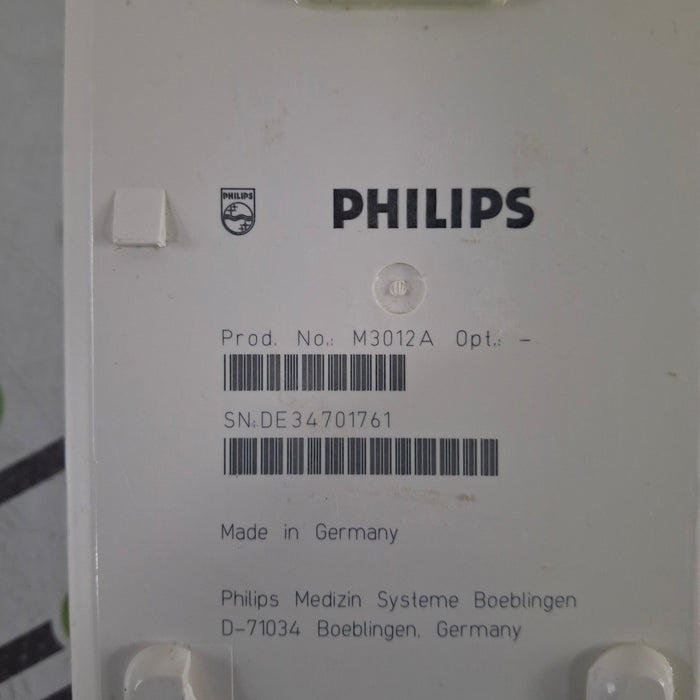 PHILIPS
PHILIPS
Prod. No.: M3012A Opt.: -
SN:DE34701761
Made in Germany
Philips Medizin Systeme Boeblingen
D-71034 Boeblingen, Germany